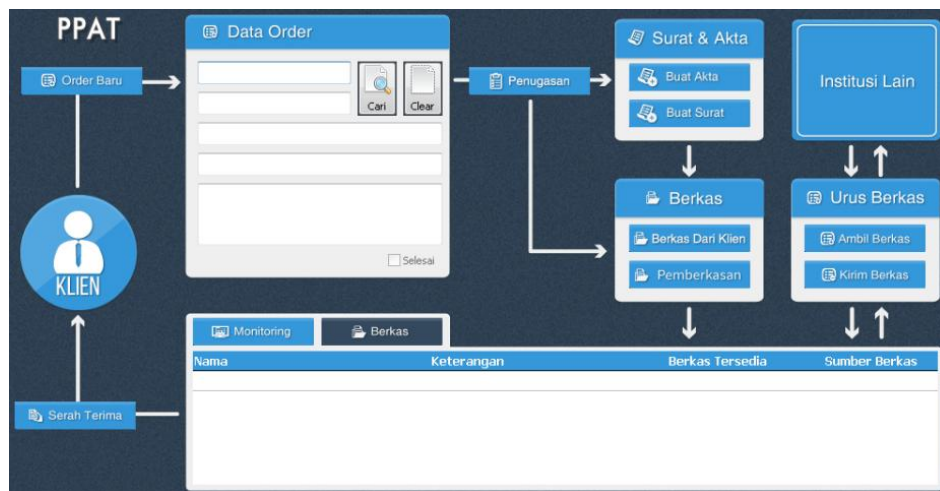 PPAT
Order Baru
Data Order
Cari
Clear
Selesai
Penugasan
Surat & Akta
Buat Akta
Buat Surat
Institusi Lain
Berkas
Berkas Dari Klien
Pemberkasan
Urus Berkas
Ambil Berkas
Kirim Berkas
KLIEN
Serah Terima
Monitoring
Berkas
Nama Keterangan Berkas Tersedia Sumber Berkas